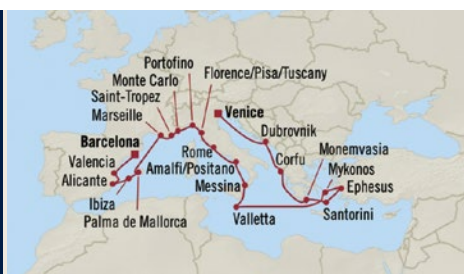 Portofino
Monte Carlo
Florence/Pisa/Tuscany
Saint-Tropez
Marseille
Venice
Barcelona
Dubrovnik
Monemvasia
Valencia
Rome
Corfu
Mykonos
Alicante
Amalfi/Positano
Ephesus
Ibiza
Messina
Palma de Mallorca
Valletta
Santorini